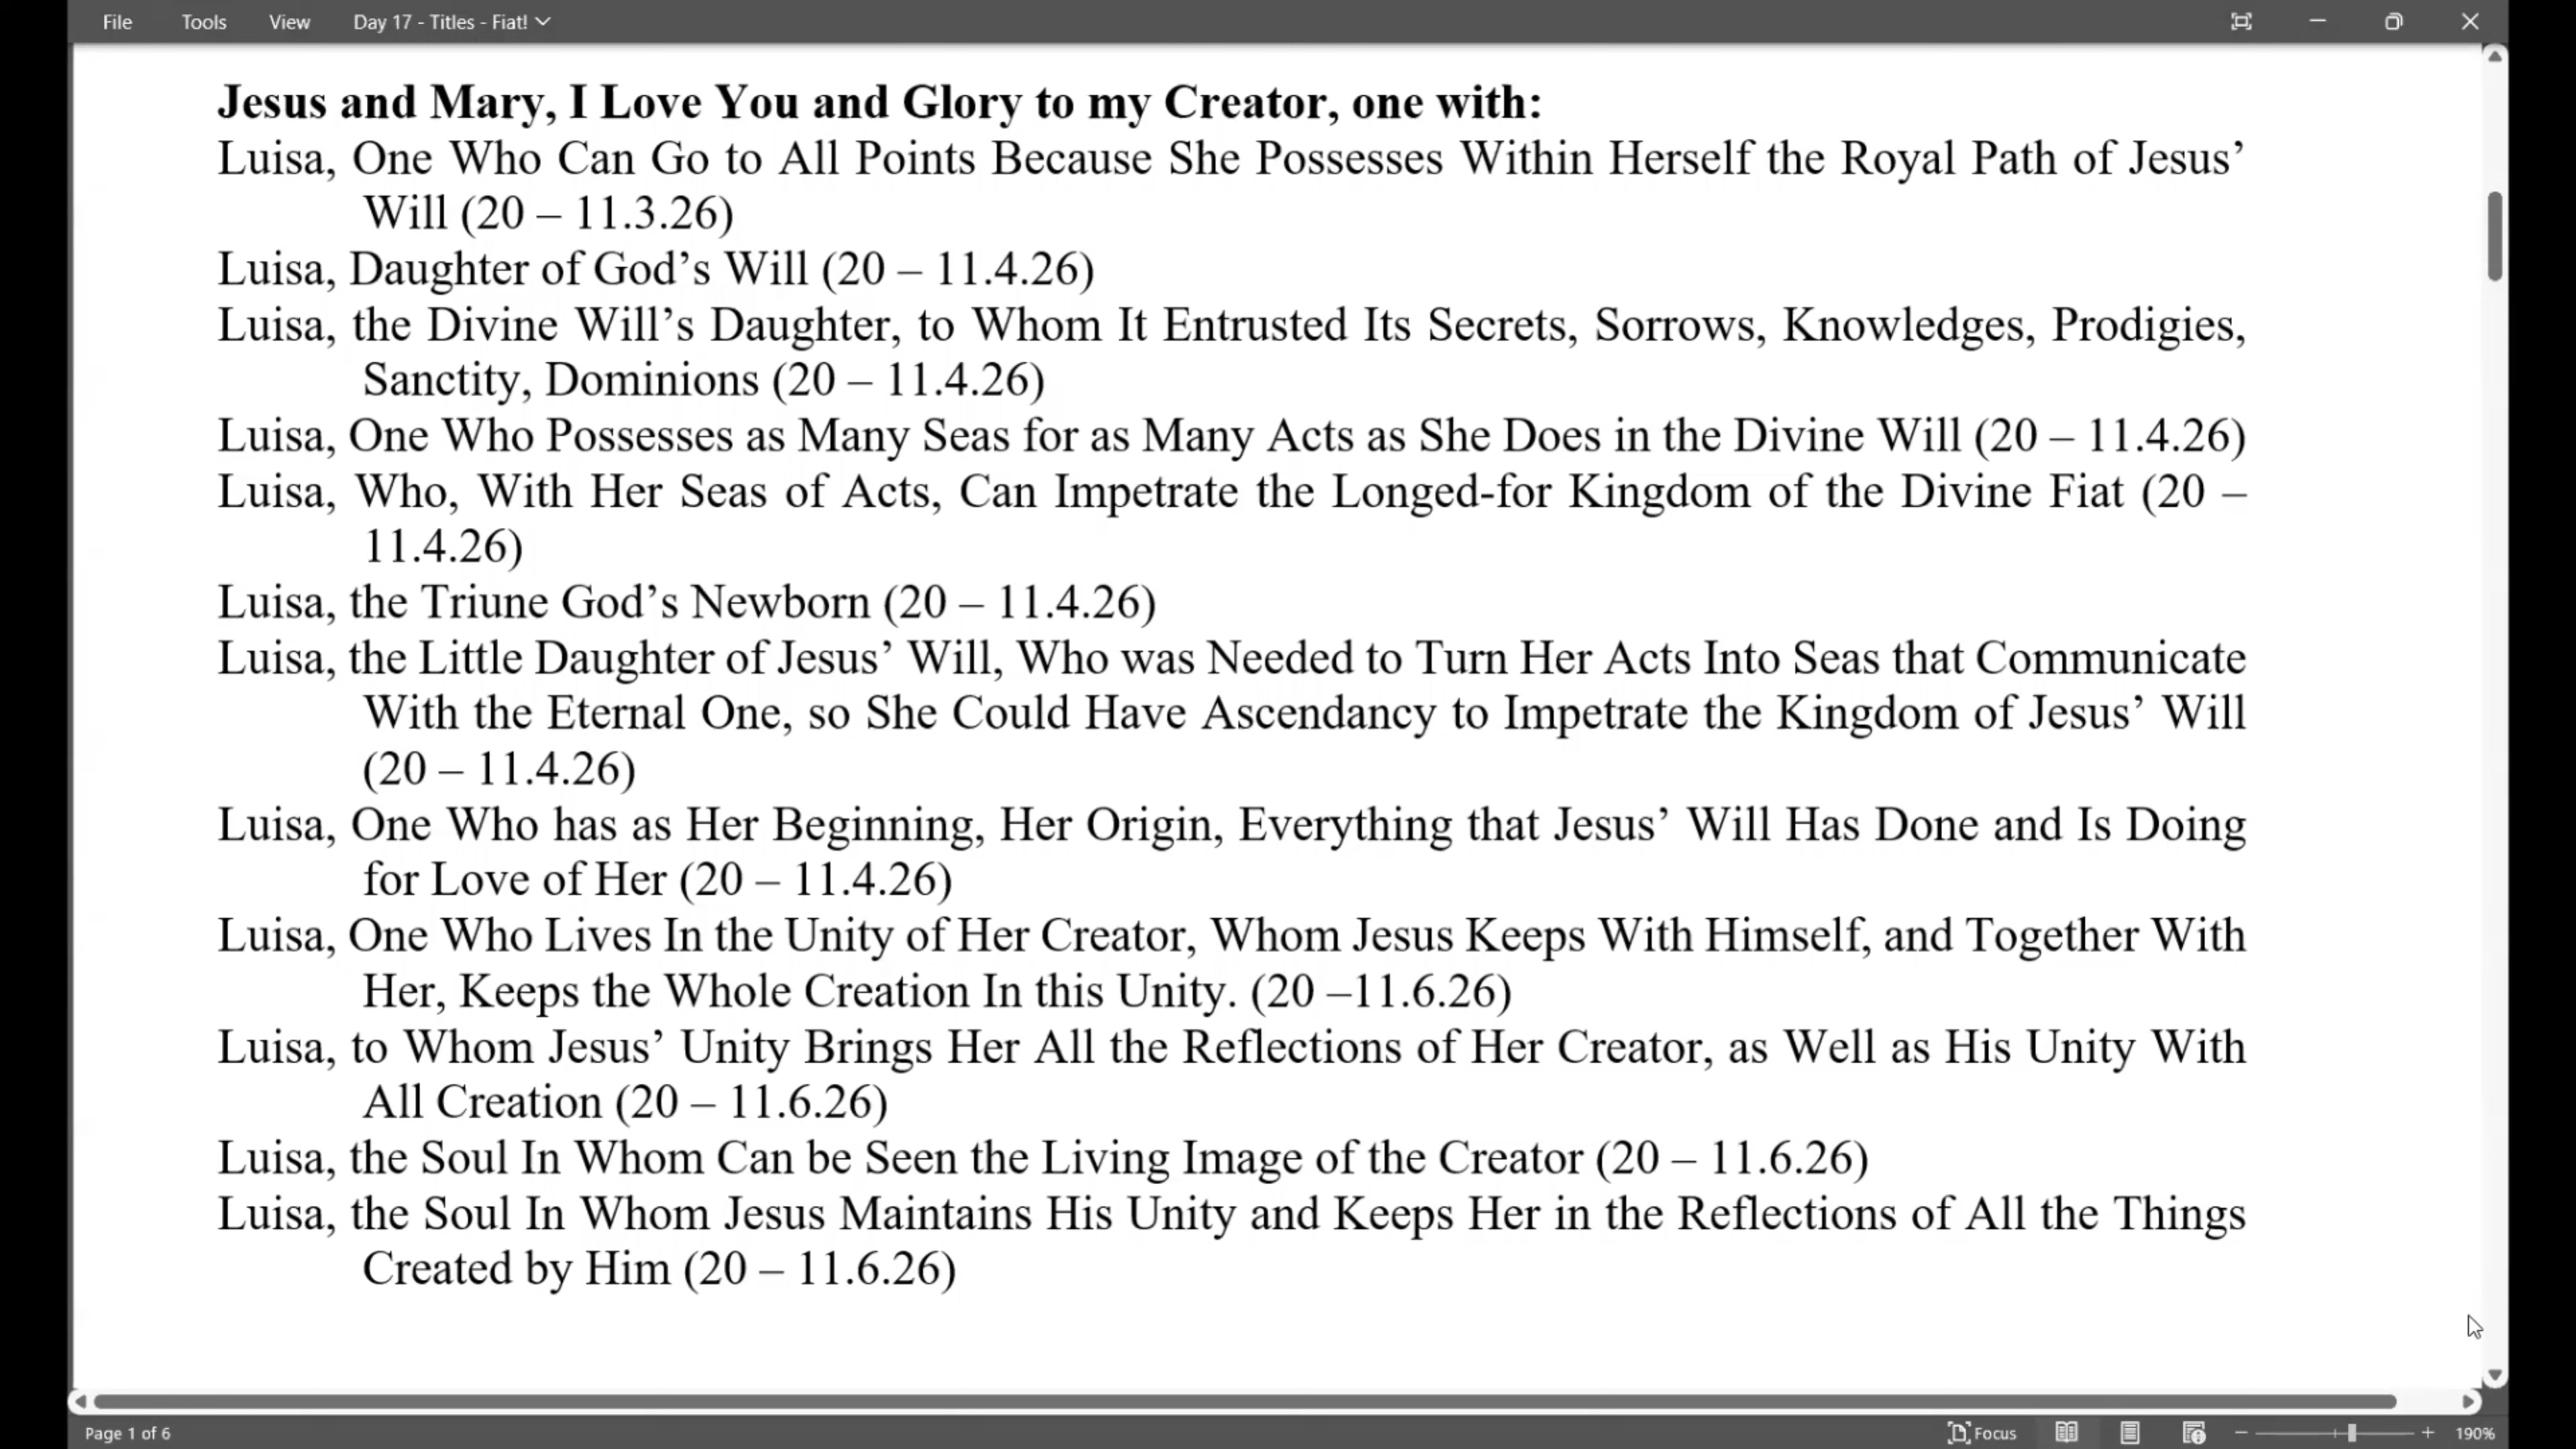 File Tools View Day 17 - Titles - Fiat!
Jesus and Mary, I Love You and Glory to my Creator, one with:
Luisa, One Who Can Go to All Points Because She Possesses Within Herself the Royal Path of Jesus’
Will (20 – 11.3.26)
Luisa, Daughter of God’s Will (20 – 11.4.26)
Luisa, the Divine Will’s Daughter, to Whom It Entrusted Its Secrets, Sorrows, Knowledges, Prodigies,
Sanctity, Dominions (20 – 11.4.26)
Luisa, One Who Possesses as Many Seas for as Many Acts as She Does in the Divine Will (20 – 11.4.26)
Luisa, Who, With Her Seas of Acts, Can Impetrate the Longed-for Kingdom of the Divine Fiat (20 –
11.4.26)
Luisa, the Triune God’s Newborn (20 – 11.4.26)
Luisa, the Little Daughter of Jesus’ Will, Who was Needed to Turn Her Acts Into Seas that Communicate
With the Eternal One, so She Could Have Ascendancy to Impetrate the Kingdom of Jesus’ Will
(20 – 11.4.26)
Luisa, One Who has as Her Beginning, Her Origin, Everything that Jesus’ Will Has Done and Is Doing
for Love of Her (20 – 11.4.26)
Luisa, One Who Lives In the Unity of Her Creator, Whom Jesus Keeps With Himself, and Together With
Her, Keeps the Whole Creation In this Unity. (20 –11.6.26)
Luisa, to Whom Jesus’ Unity Brings Her All the Reflections of Her Creator, as Well as His Unity With
All Creation (20 – 11.6.26)
Luisa, the Soul In Whom Can be Seen the Living Image of the Creator (20 – 11.6.26)
Luisa, the Soul In Whom Jesus Maintains His Unity and Keeps Her in the Reflections of All the Things
Created by Him (20 – 11.6.26)
Page 1 of 6 Focus 190%